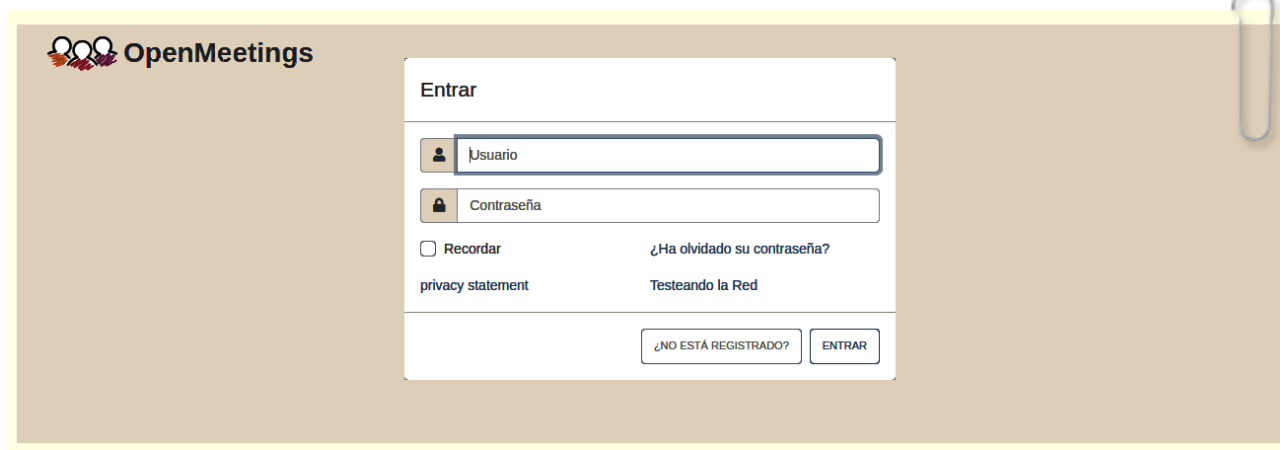 OpenMeetings
Entrar
Usuario
Contraseña
Recordar
¿Ha olvidado su contraseña?
privacy statement
Testeando la Red
¿NO ESTÁ REGISTRADO?
ENTRAR